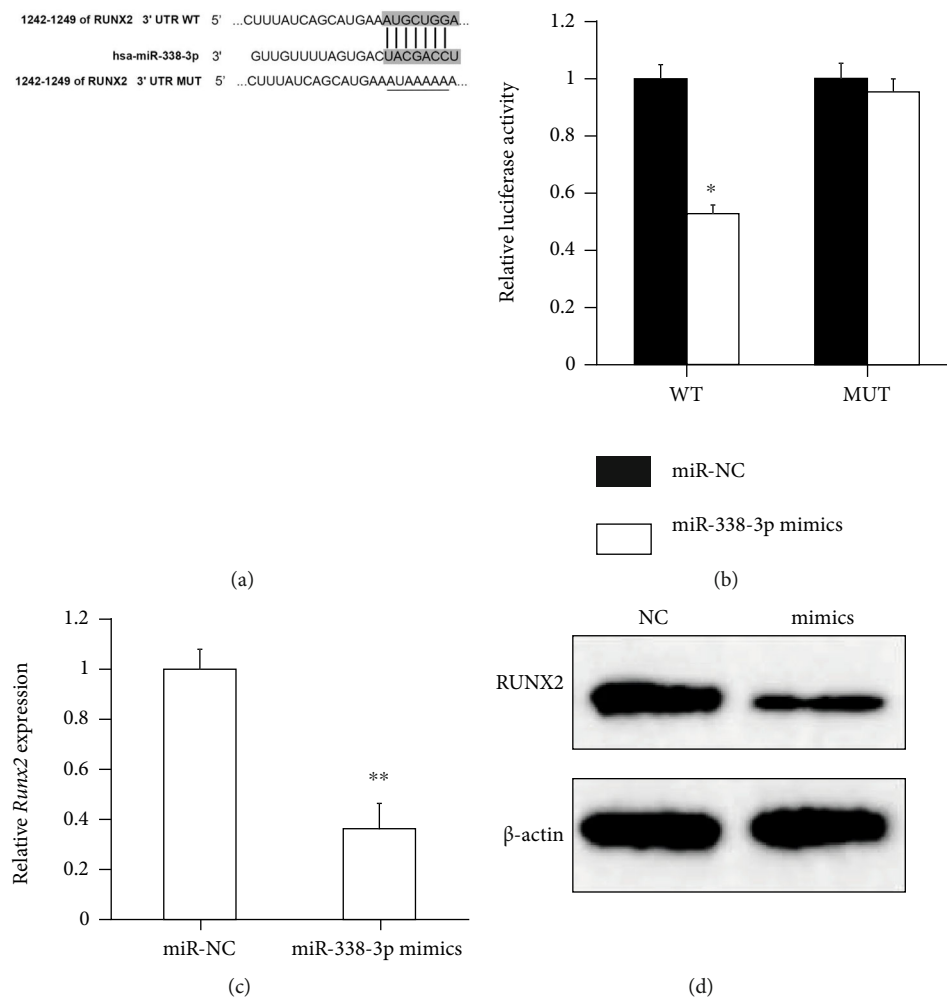 1242-1249 of RUNX2 3' UTR WT 5' ...CUUUAUCAGCAUGAAAUGCUGGA...
hsa-miR-338-3p 3' GUUGUUUUAGUGACUACGACCU
1242-1249 of RUNX2 3' UTR MUT 5' ...CUUUAUCAGCAUGAAAUAAAAAA...
(a)
Relative luciferase activity
1.2
1
0.8
0.6
0.4
0.2
0
*
WT MUT
miR-NC
miR-338-3p mimics
(b)
Relative Runx2 expression
1.2
1
0.8
0.6
0.4
0.2
0
**
miR-NC miR-338-3p mimics
(c)
NC mimics
RUNX2
β-actin
(d)